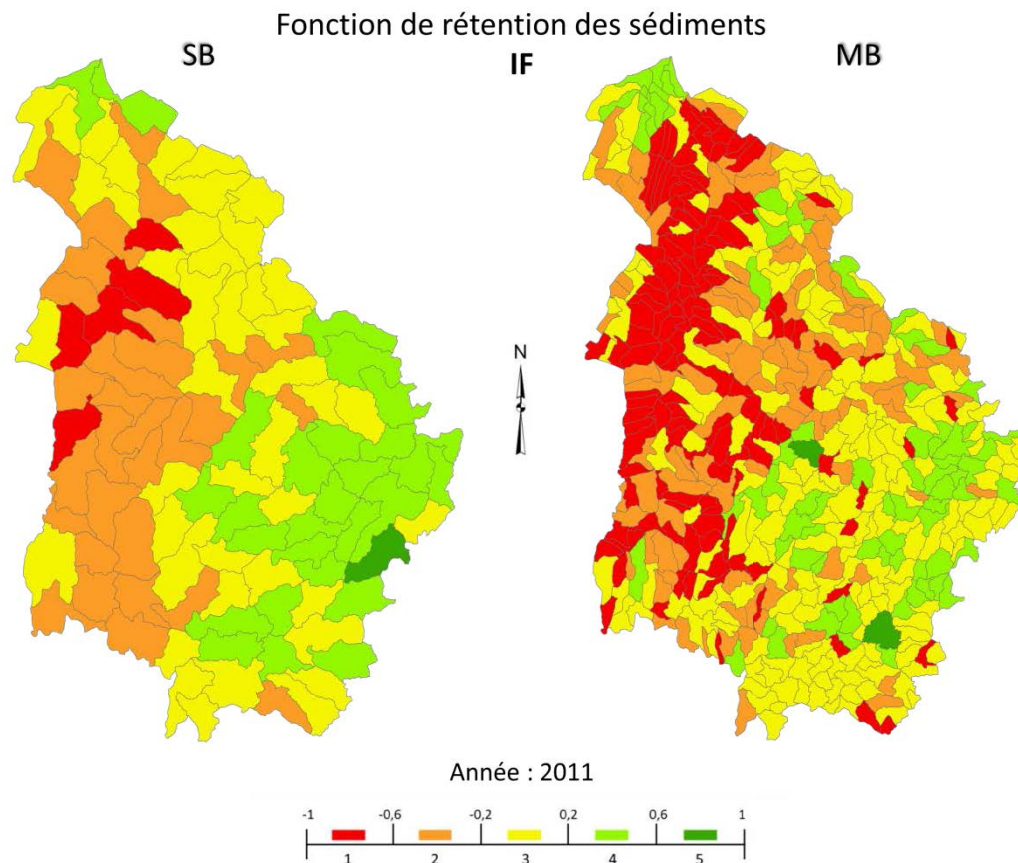 Fonction de rétention des sédiments
SB IF MB
N
Année : 2011
-1 -0,6 -0,2 0,2 0,6 1
1 2 3 4 5